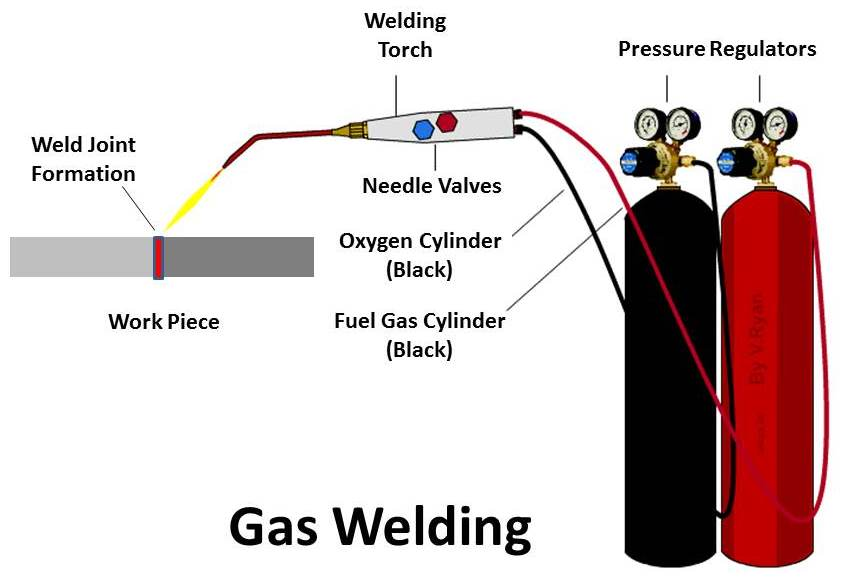 Welding
Torch
Pressure Regulators
Weld Joint
Formation
Needle Valves
Oxygen Cylinder
(Black)
Fuel Gas Cylinder
(Black)
Work Piece
By V.Ryan
Gas Welding